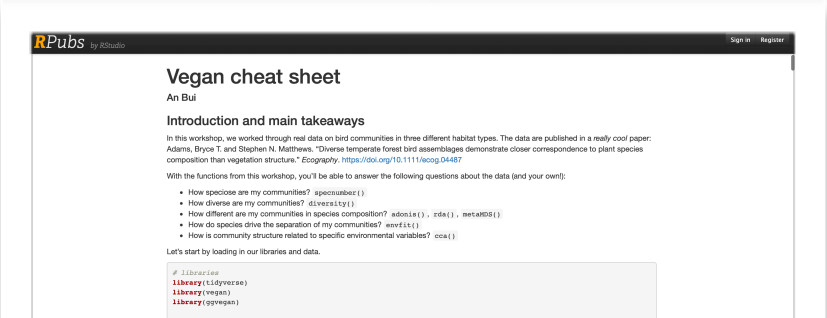 RPubs by RStudio
Sign in Register
Vegan cheat sheet
An Bui
Introduction and main takeaways
In this workshop, we worked through real data on bird communities in three different habitat types. The data are published in a really cool paper:
Adams, Bryce T. and Stephen N. Matthews. “Diverse temperate forest bird assemblages demonstrate closer correspondence to plant species
composition than vegetation structure.” Ecography. https://doi.org/10.1111/ecog.04487
With the functions from this workshop, you’ll be able to answer the following questions about the data (and your own!):
• How speciose are my communities? specnumber()
• How diverse are my communities? diversity()
• How different are my communities in species composition? adonis(), rda(), metaMDS()
• How do species drive the separation of my communities? envfit()
• How is community structure related to specific environmental variables? cca()
Let’s start by loading in our libraries and data.
# libraries
library(tidyverse)
library(vegan)
library(ggvegan)